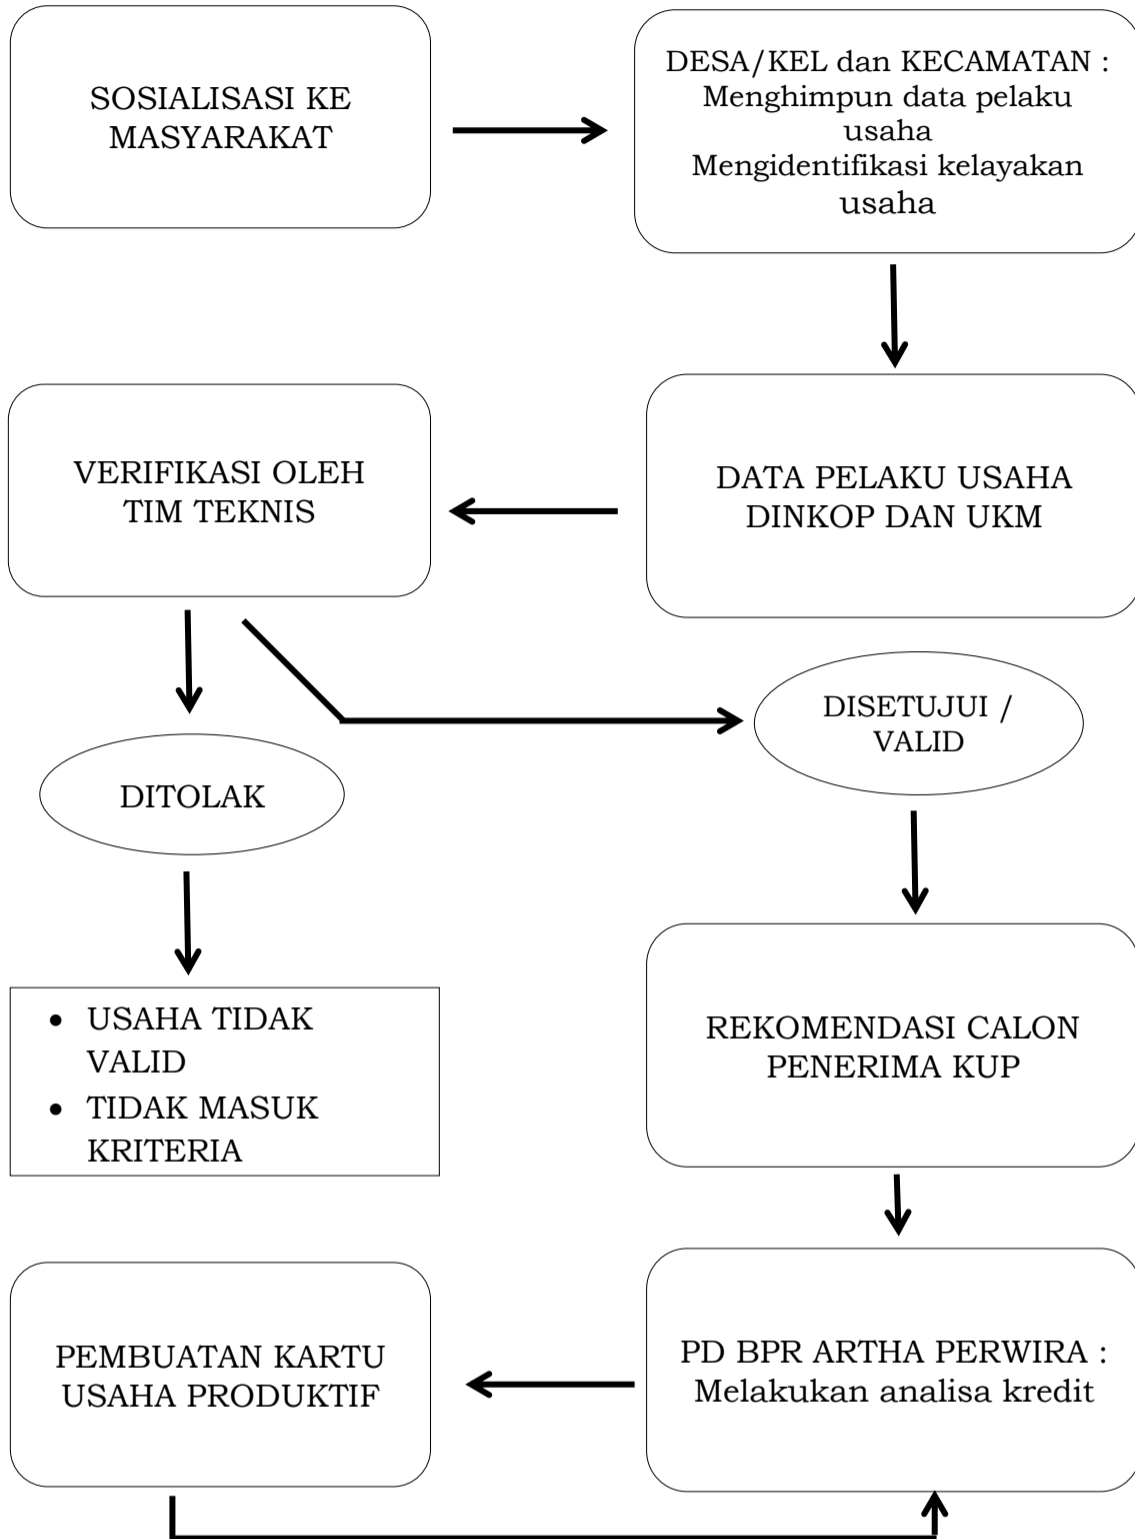 SOSIALISASI KE
MASYARAKAT
DESA/KEL dan KECAMATAN :
Menghimpun data pelaku
usaha
Mengidentifikasi kelayakan
usaha
VERIFIKASI OLEH
TIM TEKNIS
DATA PELAKU USAHA
DINKOP DAN UKM
DISETUJUI /
VALID
DITOLAK
• USAHA TIDAK
VALID
• TIDAK MASUK
KRITERIA
REKOMENDASI CALON
PENERIMA KUP
PEMBUATAN KARTU
USAHA PRODUKTIF
PD BPR ARTHA PERWIRA :
Melakukan analisa kredit